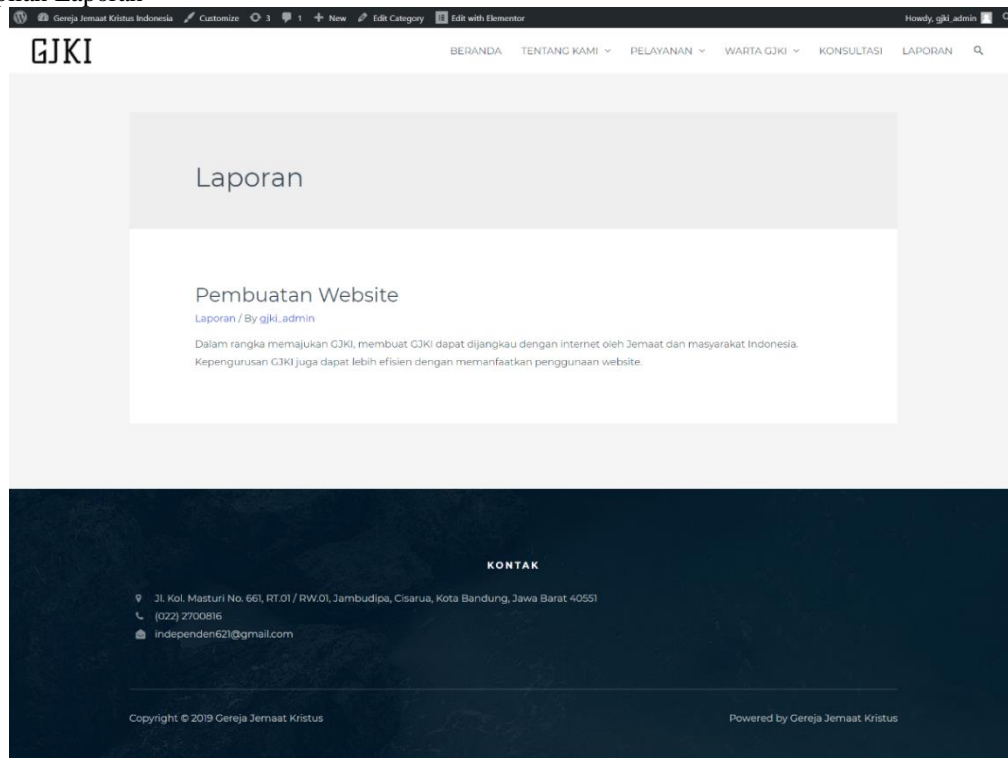 Laporan
Gereja Jemaat Kristus Indonesia Customize 3 1 New Edit Category Edit with Elementor Howdy, gjki_admin
GJKI BERANDA TENTANG KAMI PELAYANAN WARTA GJKI KONSULTASI LAPORAN
Laporan
Pembuatan Website
Laporan / By gjki_admin
Dalam rangka memajukan GJKI, membuat GJKI dapat dijangkau dengan internet oleh Jemaat dan masyarakat Indonesia.
Kepengurusan GJKI juga dapat lebih efisien dengan memanfaatkan penggunaan website.
KONTAK
Jl. Kol. Masturi No. 661, RT.01 / RW.01, Jambudipa, Cisarua, Kota Bandung, Jawa Barat 40551
(022) 2700816
independen621@gmail.com
Copyright © 2019 Gereja Jemaat Kristus Powered by Gereja Jemaat Kristus